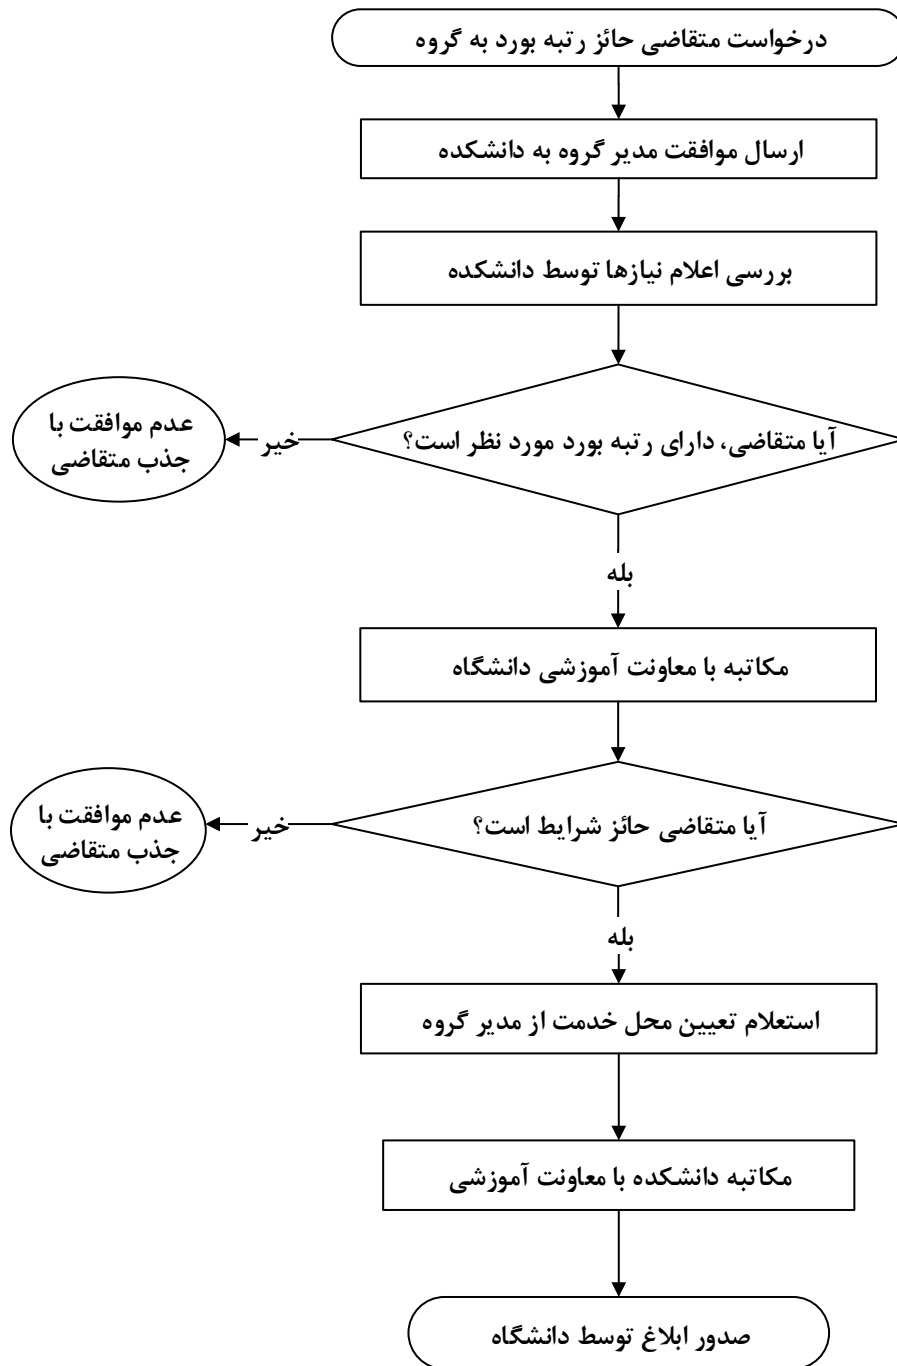 درخواست متقاضی حائز رتبه بورد به گروه
ارسال موافقت مدیر گروه به دانشکده
بررسی اعلام نیازها توسط دانشکده
آیا متقاضی، دارای رتبه بورد مورد نظر است؟
خیر
عدم موافقت با
جذب متقاضی
بله
مکاتبه با معاونت آموزشی دانشگاه
آیا متقاضی حائز شرایط است؟
خیر
عدم موافقت با
جذب متقاضی
بله
استعلام تعیین محل خدمت از مدیر گروه
مکاتبه دانشکده با معاونت آموزشی
صدور ابلاغ توسط دانشگاه